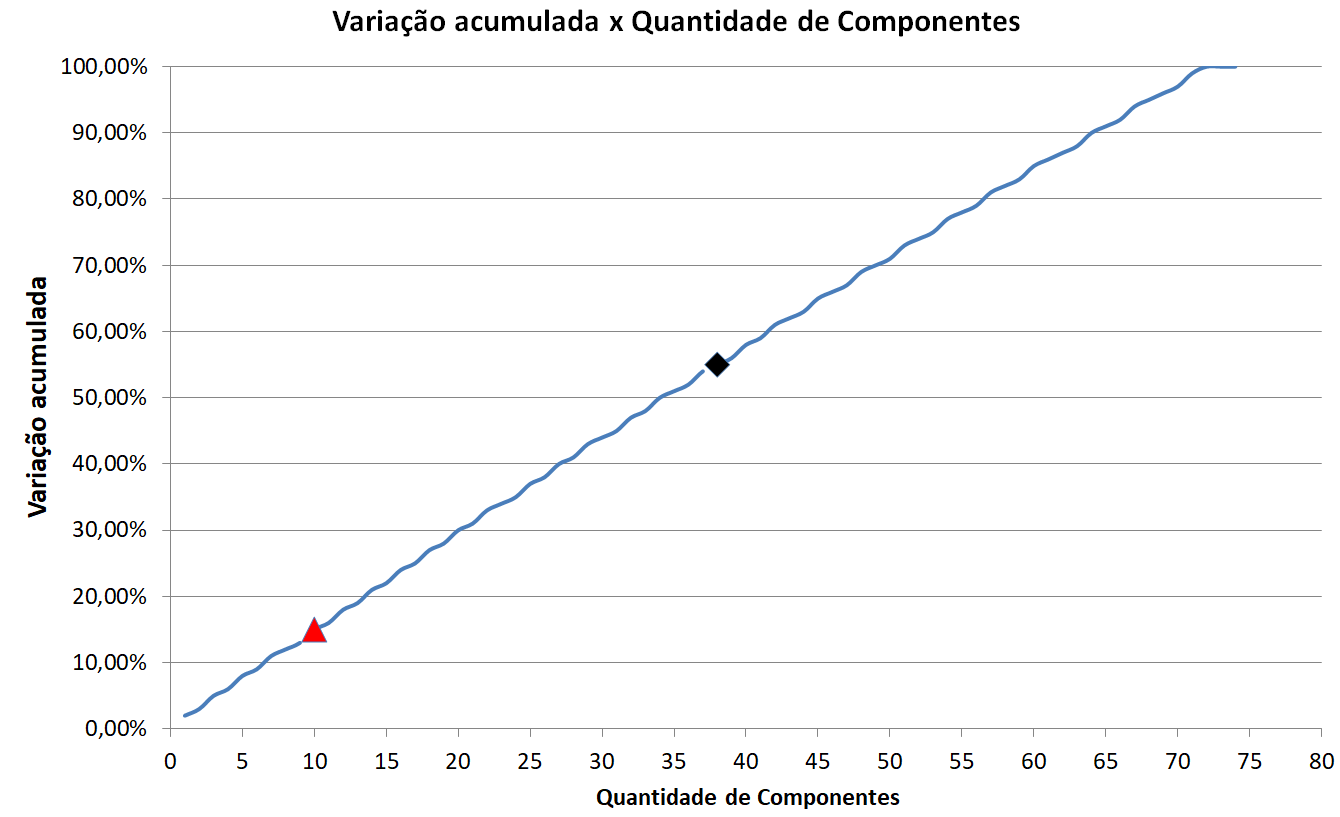 Variação acumulada x Quantidade de Componentes
100,00%
90,00%
80,00%
70,00%
60,00%
50,00%
40,00%
30,00%
20,00%
10,00%
0,00%
Variação acumulada
0 5 10 15 20 25 30 35 40 45 50 55 60 65 70 75 80
Quantidade de Componentes